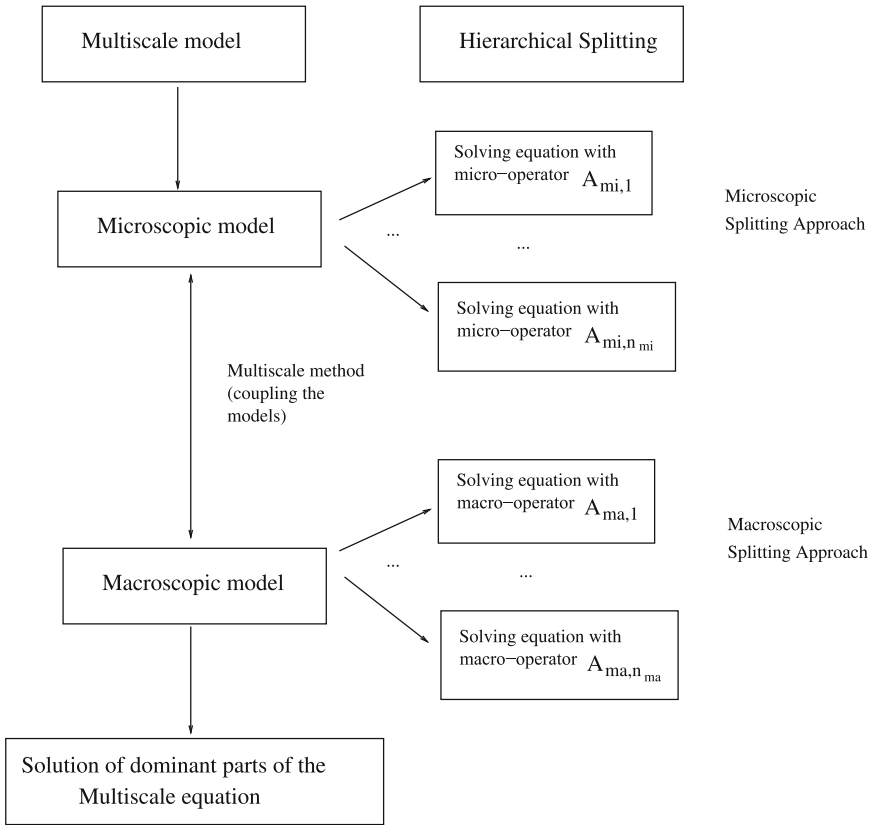 Multiscale model
Hierarchical Splitting
Solving equation with
micro−operator A_mi,1
Microscopic
Splitting Approach
Microscopic model
...
...
Solving equation with
micro−operator A_mi,n_mi
Multiscale method
(coupling the
models)
Solving equation with
macro−operator A_ma,1
Macroscopic
Splitting Approach
Macroscopic model
...
...
Solving equation with
macro−operator A_ma,n_ma
Solution of dominant parts of the
Multiscale equation